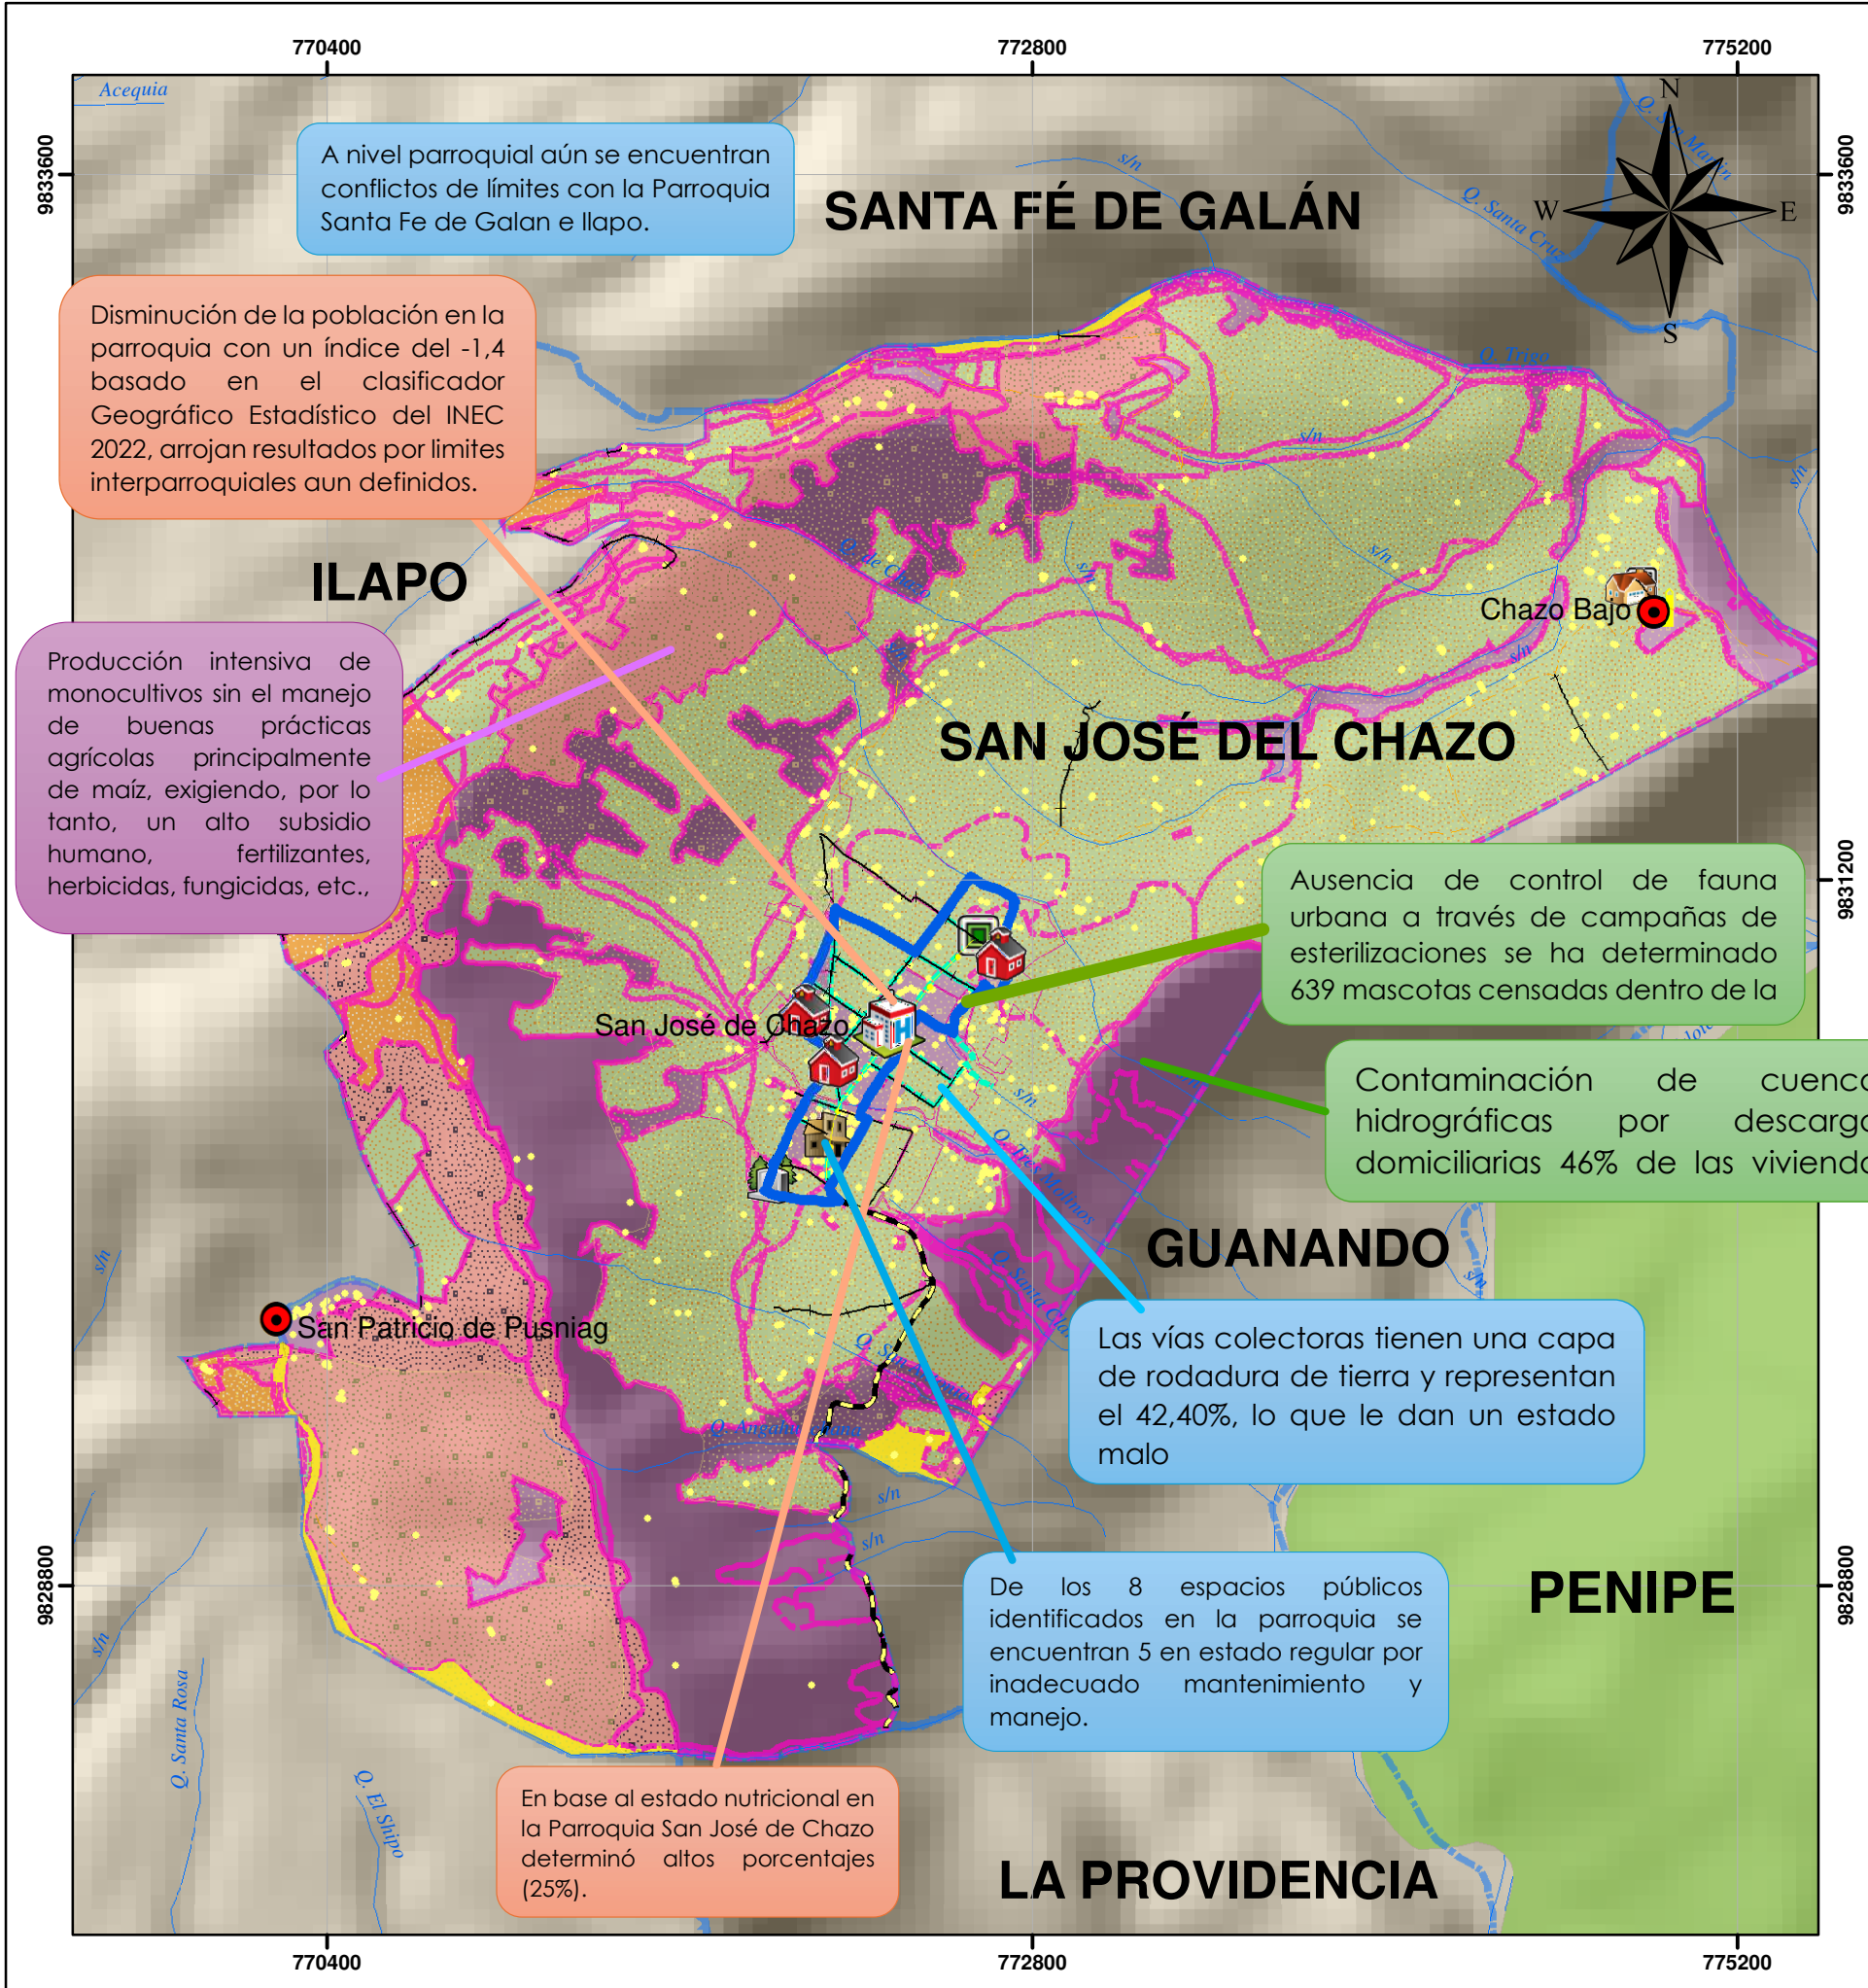 770400
772800
775200
9833600
9833600
9831200
9828800
9828800
770400
772800
775200
Acequia
N
W
E
S
Q. Santa Cruz
A nivel parroquial aún se encuentran
conflictos de límites con la Parroquia
Santa Fe de Galan e Ilapo.
SANTA FÉ DE GALÁN
s/n
Disminución de la población en la
parroquia con un índice del -1,4
basado en el clasificador
Geográfico Estadístico del INEC
2022, arrojan resultados por limites
interparroquiales aun definidos.
Q. Trigo
s/n
s/n
ILAPO
Q. de Chazo
s/n
s/n
Chazo Bajo
s/n
Producción intensiva de
monocultivos sin el manejo
de buenas prácticas
agrícolas principalmente
de maíz, exigiendo, por lo
tanto, un alto subsidio
humano, fertilizantes,
herbicidas, fungicidas, etc.,
SAN JOSÉ DEL CHAZO
Ausencia de control de fauna
urbana a través de campañas de
esterilizaciones se ha determinado
639 mascotas censadas dentro de la
San José de Chazo
H
Contaminación de
hidrográficas por
domiciliarias 46% de las
s/n
Q. Tres Molinos
GUANANDO
s/n
s/n
San Patricio de Pusniag
Las vías colectoras tienen una capa
de rodadura de tierra y representan
el 42,40%, lo que le dan un estado
malo
s/n
s/n
De los 8 espacios públicos
identificados en la parroquia se
encuentran 5 en estado regular por
inadecuado mantenimiento y
manejo.
PENIPE
s/n
Q. Santa Rosa
Q. El Shipo
En base al estado nutricional en
la Parroquia San José de Chazo
determinó altos porcentajes
(25%).
LA PROVIDENCIA